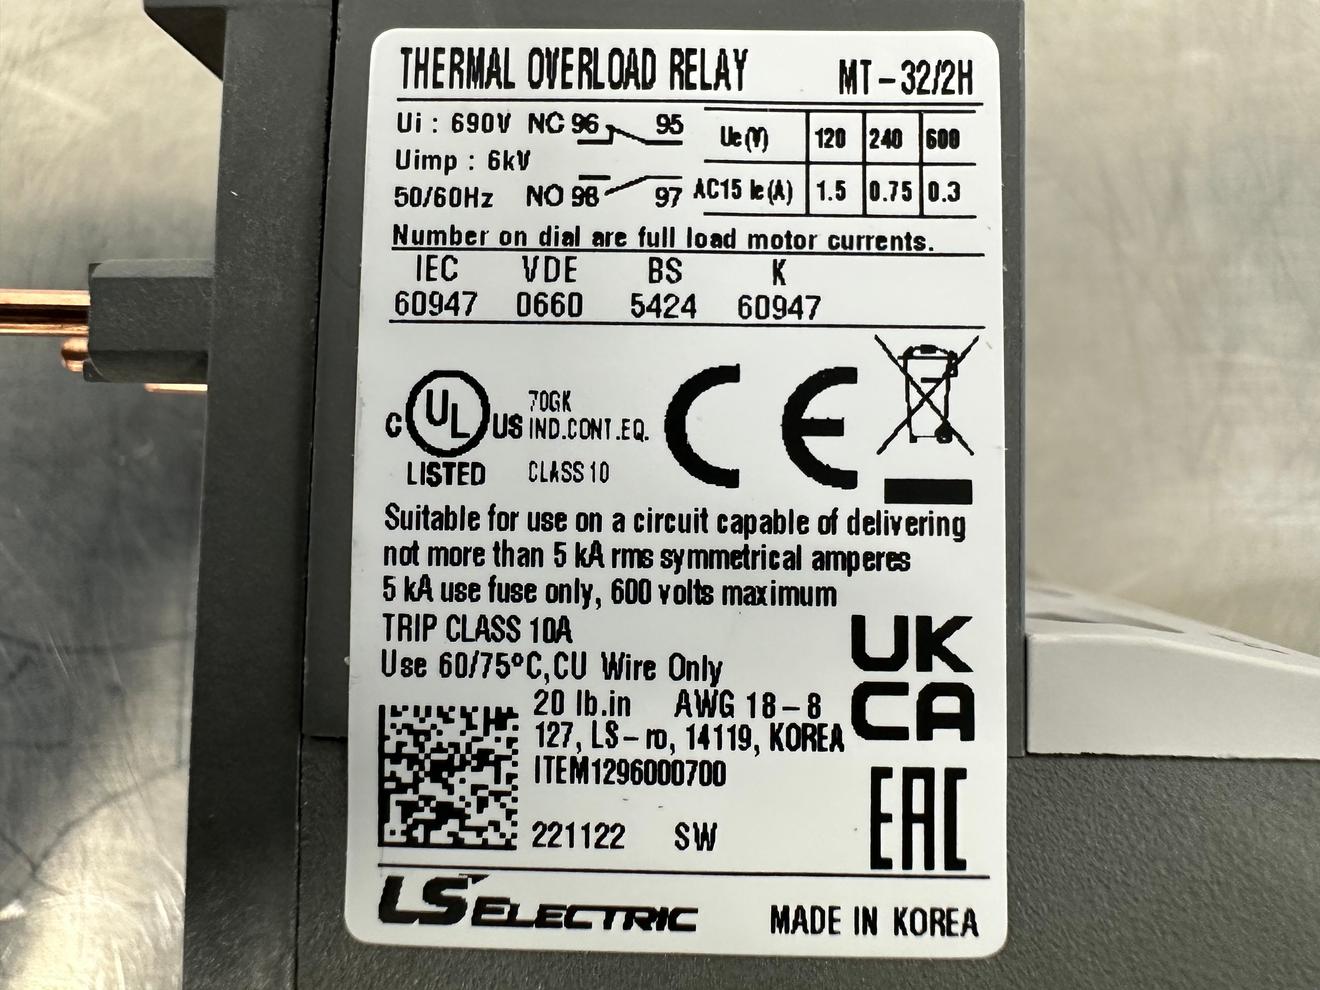 THERMAL OVERLOAD RELAY MT-32/2H
Ui : 690V NC 96 95 Ue(V) 120 240 600
Uimp : 6kV
50/60Hz NO 98 97 AC15 Ie(A) 1.5 0.75 0.3
Number on dial are full load motor currents.
IEC VDE BS K
60947 0660 5424 60947
C UL US 70GK
IND.CONT.EQ.
LISTED CLASS 10
CE
Suitable for use on a circuit capable of delivering
not more than 5 kA rms symmetrical amperes
5 kA use fuse only, 600 volts maximum
TRIP CLASS 10A
Use 60/75°C,CU Wire Only
20 lb.in AWG 18-8
127, LS-ro, 14119, KOREA
ITEM1296000700
UK
CA
221122 SW
EAC
LS ELECTRIC MADE IN KOREA